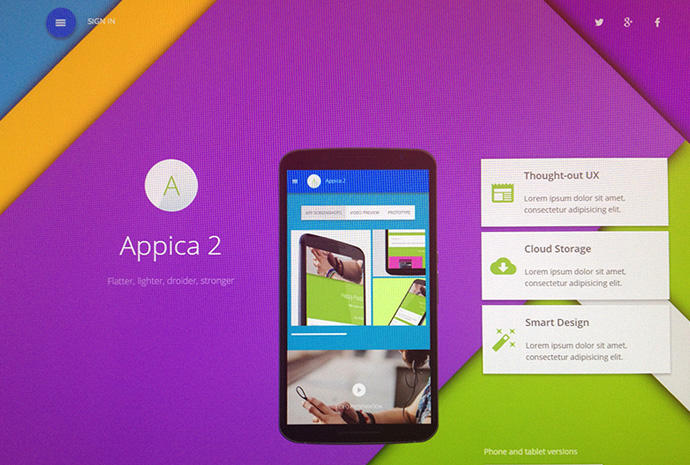 SIGN IN
A
Appica 2
Flatter, lighter, droider, stronger
Appica 2
APP SCREENSHOTS
VIDEO PREVIEW
PROTOTYPE
Thought-out UX
Lorem ipsum dolor sit amet,
consectetur adipisicing elit.
Cloud Storage
Lorem ipsum dolor sit amet,
consectetur adipisicing elit.
Smart Design
Lorem ipsum dolor sit amet,
consectetur adipisicing elit.
Phone and tablet versions